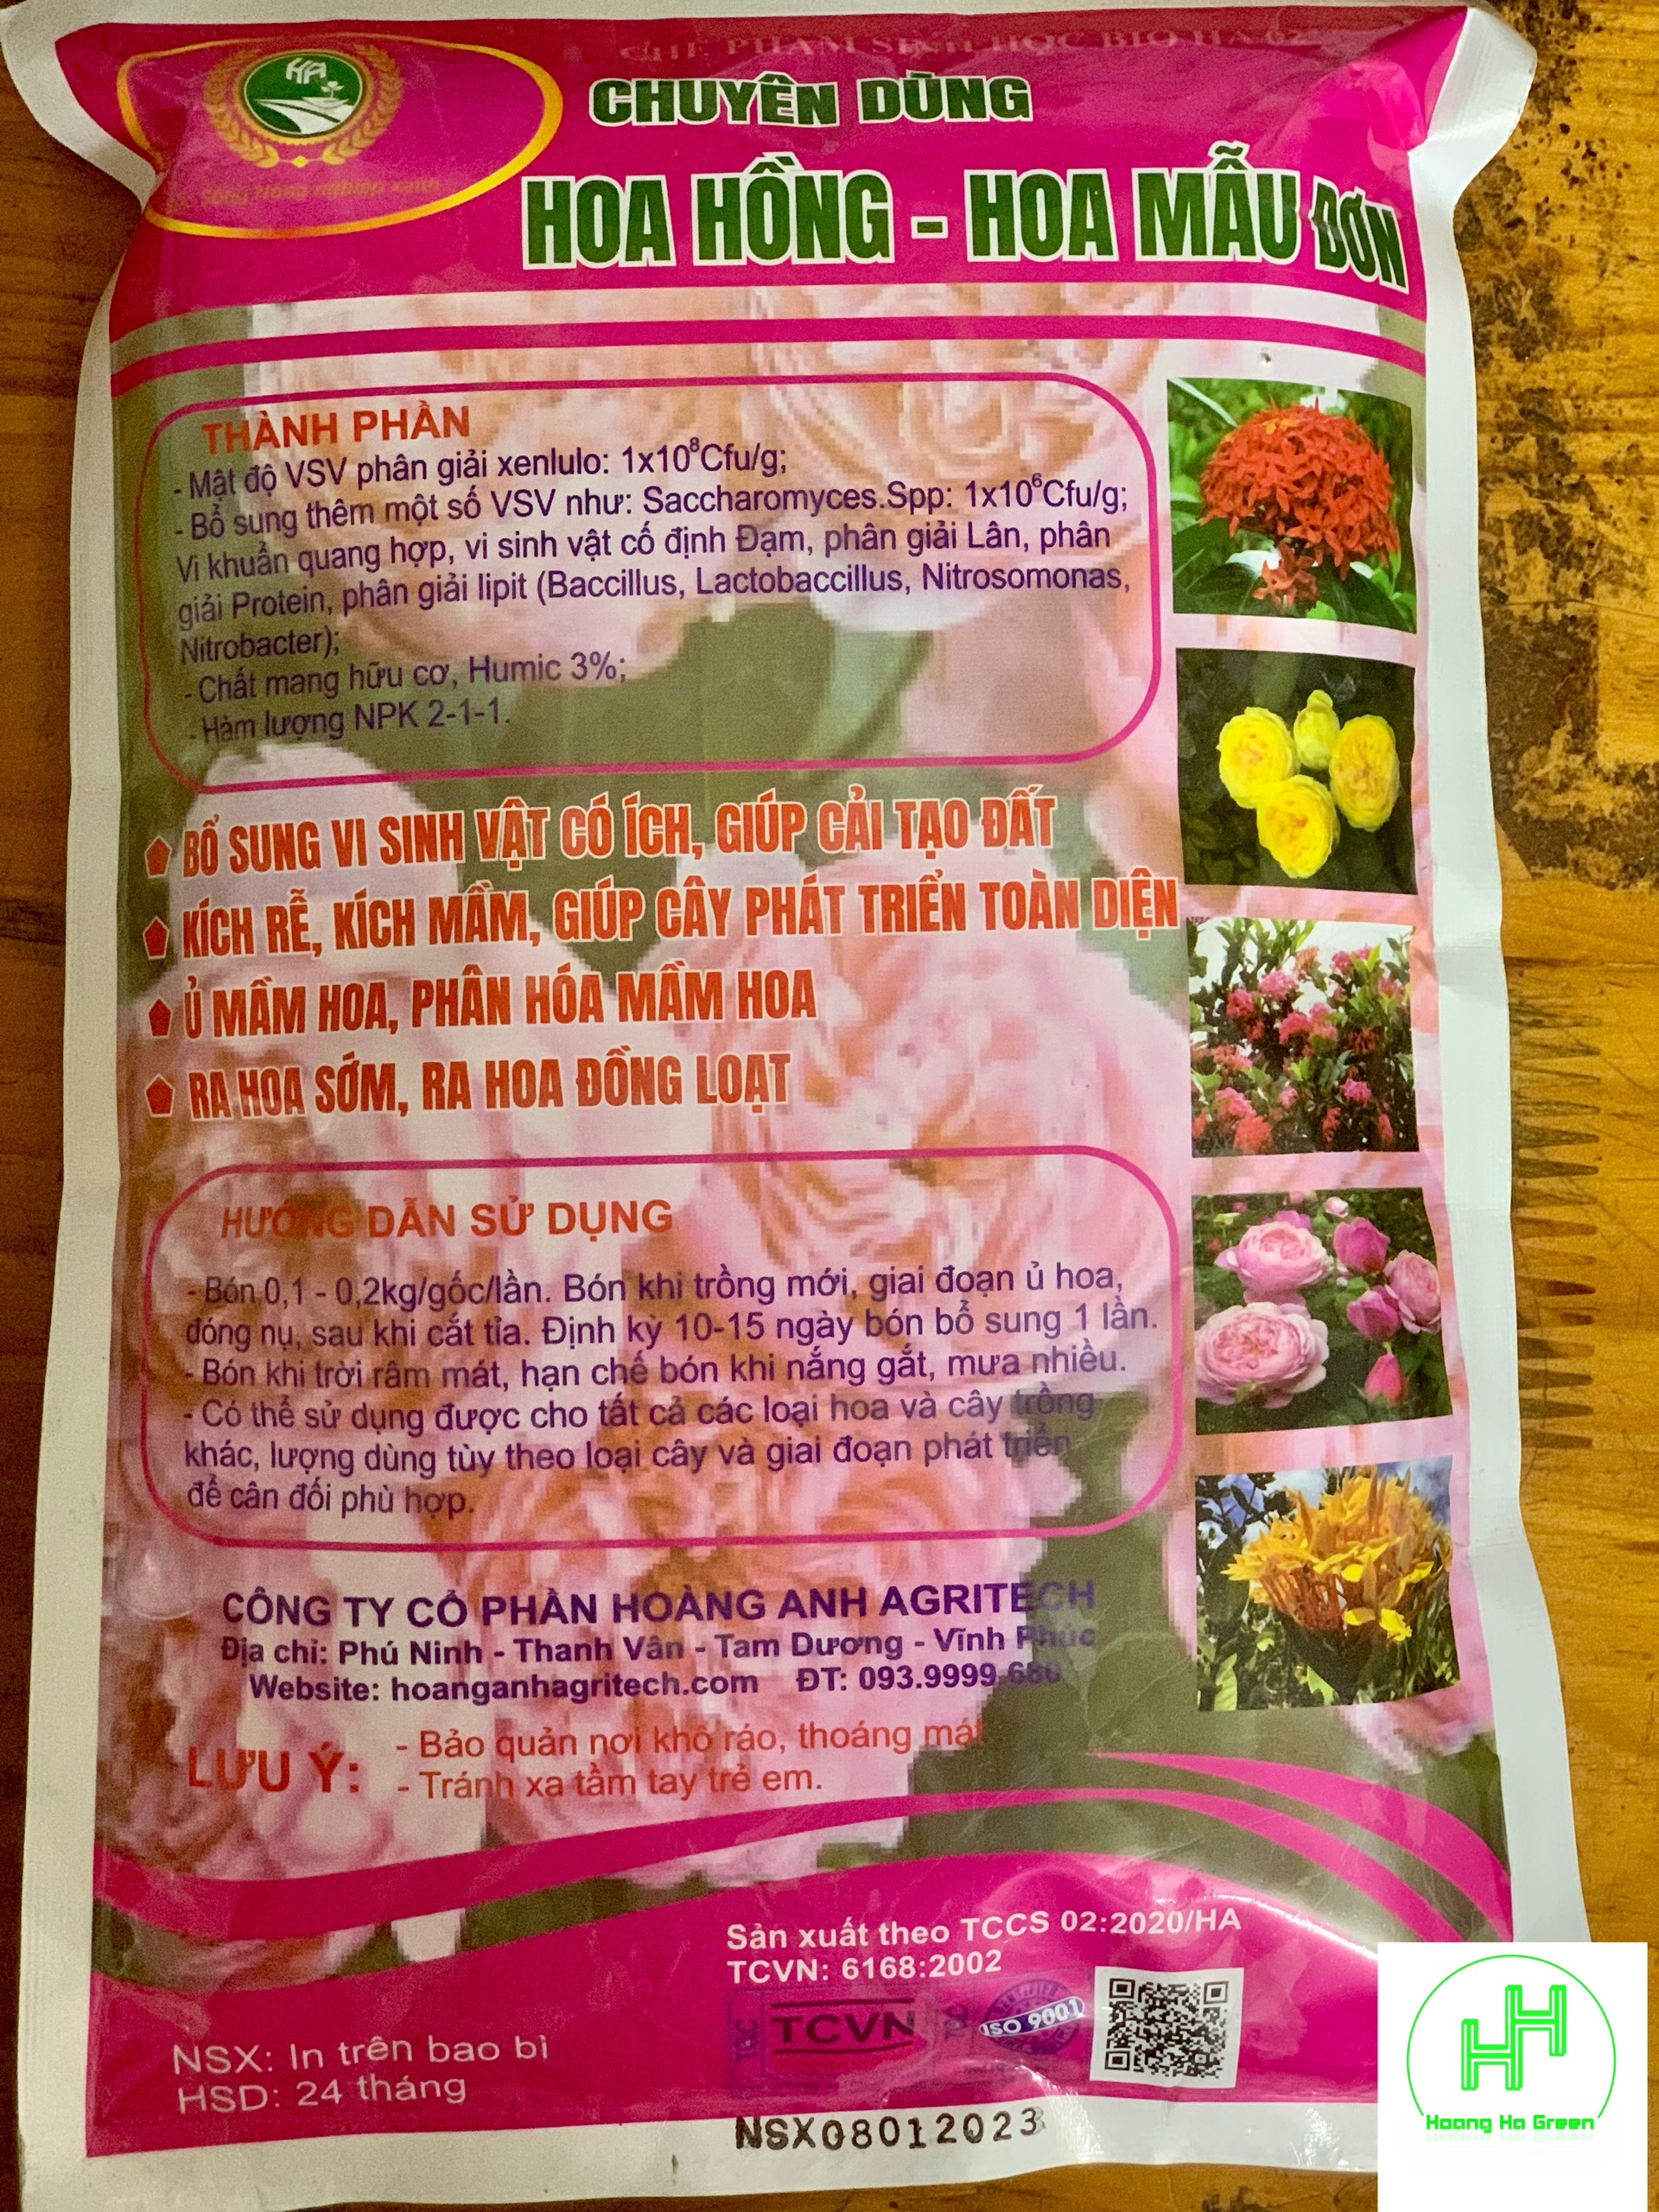 CHẾ PHẨM SINH HỌC BIO HA 02
HA
CHUYÊN DÙNG
HOA HỒNG - HOA MẪU ĐƠN
THÀNH PHẦN
- Mật độ VSV phân giải xenlulo: 1x10⁸Cfu/g;
- Bổ sung thêm một số VSV như: Saccharomyces.Spp: 1x10⁶Cfu/g;
Vi khuẩn quang hợp, vi sinh vật cố định Đạm, phân giải Lân, phân
giải Protein, phân giải lipit (Baccillus, Lactobaccillus, Nitrosomonas,
Nitrobacter);
- Chất mang hữu cơ, Humic 3%;
- Hàm lượng NPK 2-1-1.
BỔ SUNG VI SINH VẬT CÓ ÍCH, GIÚP CẢI TẠO ĐẤT
KÍCH RỄ, KÍCH MẦM, GIÚP CÂY PHÁT TRIỂN TOÀN DIỆN
Ủ MẦM HOA, PHÂN HÓA MẦM HOA
RA HOA SỚM, RA HOA ĐỒNG LOẠT
HƯỚNG DẪN SỬ DỤNG
- Bón 0,1 - 0,2kg/gốc/lần. Bón khi trồng mới, giai đoạn ủ hoa,
đóng nụ, sau khi cắt tỉa. Định kỳ 10-15 ngày bón bổ sung 1 lần.
- Bón khi trời râm mát, hạn chế bón khi nắng gắt, mưa nhiều.
- Có thể sử dụng được cho tất cả các loại hoa và cây trồng
khác, lượng dùng tùy theo loại cây và giai đoạn phát triển
để cân đối phù hợp.
CÔNG TY CỔ PHẦN HOÀNG ANH AGRITECH
Địa chỉ: Phú Ninh - Thanh Vân - Tam Dương - Vĩnh Phúc
Website: hoanganhagritech.com ĐT: 093.9999.686
LƯU Ý:
- Bảo quản nơi khô ráo, thoáng mát
- Tránh xa tầm tay trẻ em.
Sản xuất theo TCCS 02:2020/HA
TCVN: 6168:2002
TCVN
ISO 9001
NSX: In trên bao bì
HSD: 24 tháng
NSX08012023
Hoang Ha Green